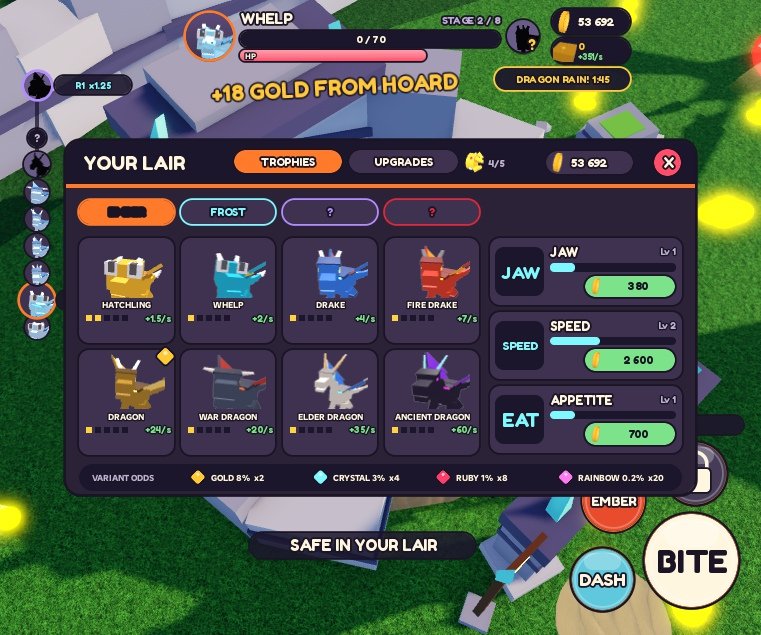 WHELP
STAGE 2 / 8
0 / 70
HP
53 692
0
+351/s
DRAGON RAIN! 1:45
R1 x1.25
?
?
+18 GOLD FROM HOARD
YOUR LAIR
TROPHIES
UPGRADES
4/5
53 692
X
FROST
?
?
HATCHLING
+1.5/s
WHELP
+2/s
DRAKE
+4/s
FIRE DRAKE
+7/s
DRAGON
+24/s
WAR DRAGON
+20/s
ELDER DRAGON
+35/s
ANCIENT DRAGON
+60/s
JAW
JAW
Lv 1
380
SPEED
SPEED
Lv 2
2 600
EAT
APPETITE
Lv 1
700
VARIANT ODDS
GOLD 8% x2
CRYSTAL 3% x4
RUBY 1% x8
RAINBOW 0.2% x20
EMBER
SAFE IN YOUR LAIR
DASH
BITE